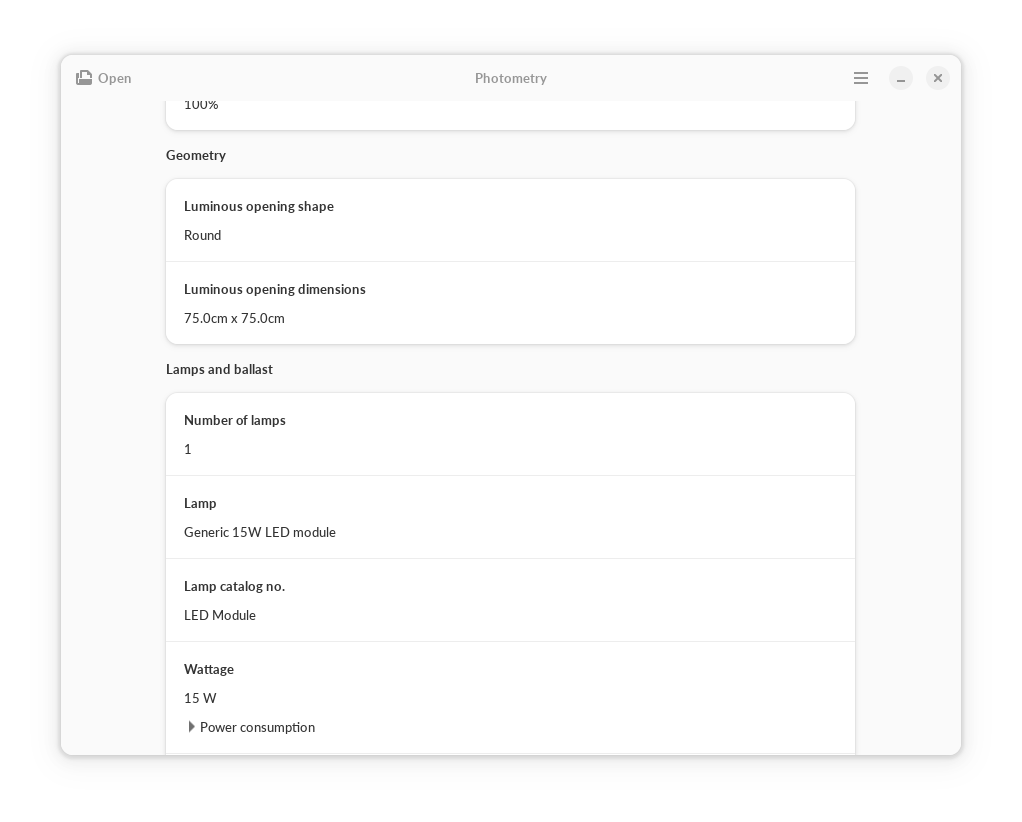 Open
Photometry
100%
Geometry
Luminous opening shape
Round
Luminous opening dimensions
75.0cm x 75.0cm
Lamps and ballast
Number of lamps
1
Lamp
Generic 15W LED module
Lamp catalog no.
LED Module
Wattage
15 W
Power consumption